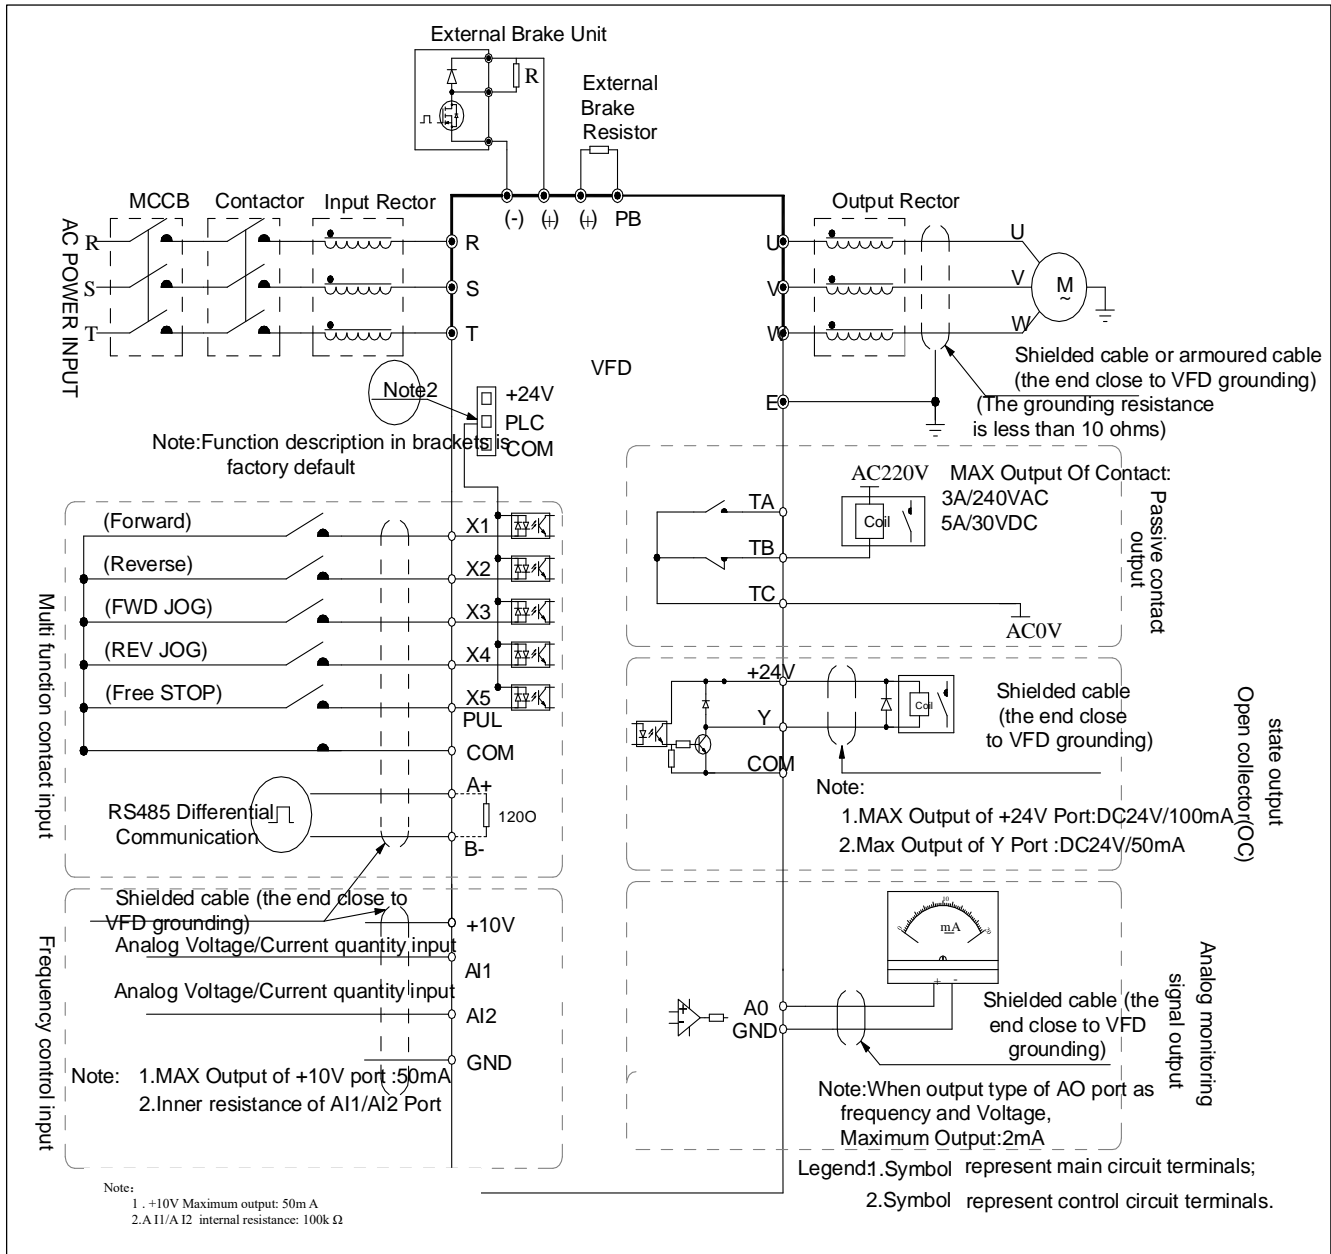 External Brake Unit
R
External
Brake
Resistor
MCCB
Contactor
Input Rector
(-)
(+)
(+)
PB
Output Rector
AC POWER INPUT
R
S
T
R
S
T
U
V
W
U
V
W
M
~
VFD
E
Shielded cable or armoured cable
(the end close to VFD grounding)
(The grounding resistance
is less than 10 ohms)
Note2
+24V
PLC
COM
Note:Function description in brackets is
factory default
Multi function contact input
(Forward)
(Reverse)
(FWD JOG)
(REV JOG)
(Free STOP)
X1
X2
X3
X4
X5
PUL
COM
A+
B-
120O
RS485 Differential
Communication
Shielded cable (the end close to
VFD grounding)
Frequency control input
+10V
Analog Voltage/Current quantity input
AI1
Analog Voltage/Current quantity input
AI2
GND
Note: 1.MAX Output of +10V port :50mA
2.Inner resistance of AI1/AI2 Port
Note:
1 . +10V Maximum output: 50m A
2.A I1/A I2 internal resistance: 100k Ω
TA
TB
TC
AC220V
Coil
AC0V
MAX Output Of Contact:
3A/240VAC
5A/30VDC
Passive contact
output
+24V
Y
COM
Coil
Shielded cable
(the end close
to VFD grounding)
Note:
1.MAX Output of +24V Port:DC24V/100mA
2.Max Output of Y Port :DC24V/50mA
state output
Open collector(OC)
0
10
20
mA
+
-
A0
GND
Shielded cable (the
end close to VFD
grounding)
Note:When output type of AO port as
frequency and Voltage,
Maximum Output:2mA
Analog monitoring
signal output
Legend:1.Symbol represent main circuit terminals;
2.Symbol represent control circuit terminals.